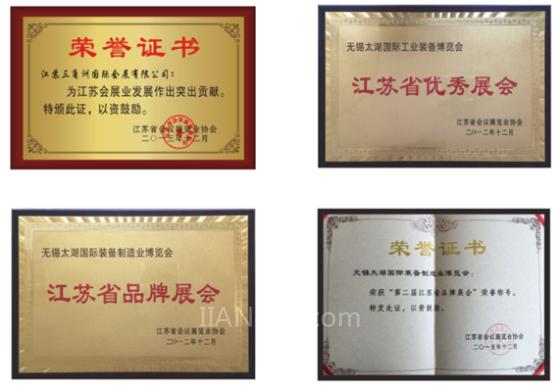 荣誉证书
江苏三角洲国际会展有限公司：
为江苏会展业发展作出突出贡献。
特颁此证，以资鼓励。
江苏省会议展览业协会
二〇一三年十二月
无锡太湖国际工业装备博览会
江苏省优秀展会
江苏省会议展览业协会
二〇一二年十二月
无锡太湖国际装备制造业博览会
江苏省品牌展会
江苏省会议展览业协会
二〇一二年十二月
荣誉证书
无锡太湖国际装备制造业博览会：
荣获“第二届江苏省品牌展会”荣誉称号。
特发此证，以资鼓励。
江苏省会议展览业协会
二〇一五年十二月